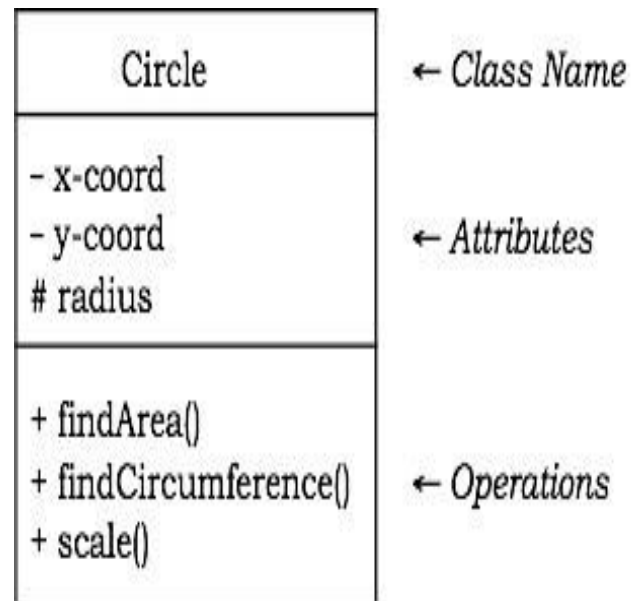 Circle ← Class Name
- x-coord
- y-coord ← Attributes
# radius
+ findArea()
+ findCircumference() ← Operations
+ scale()